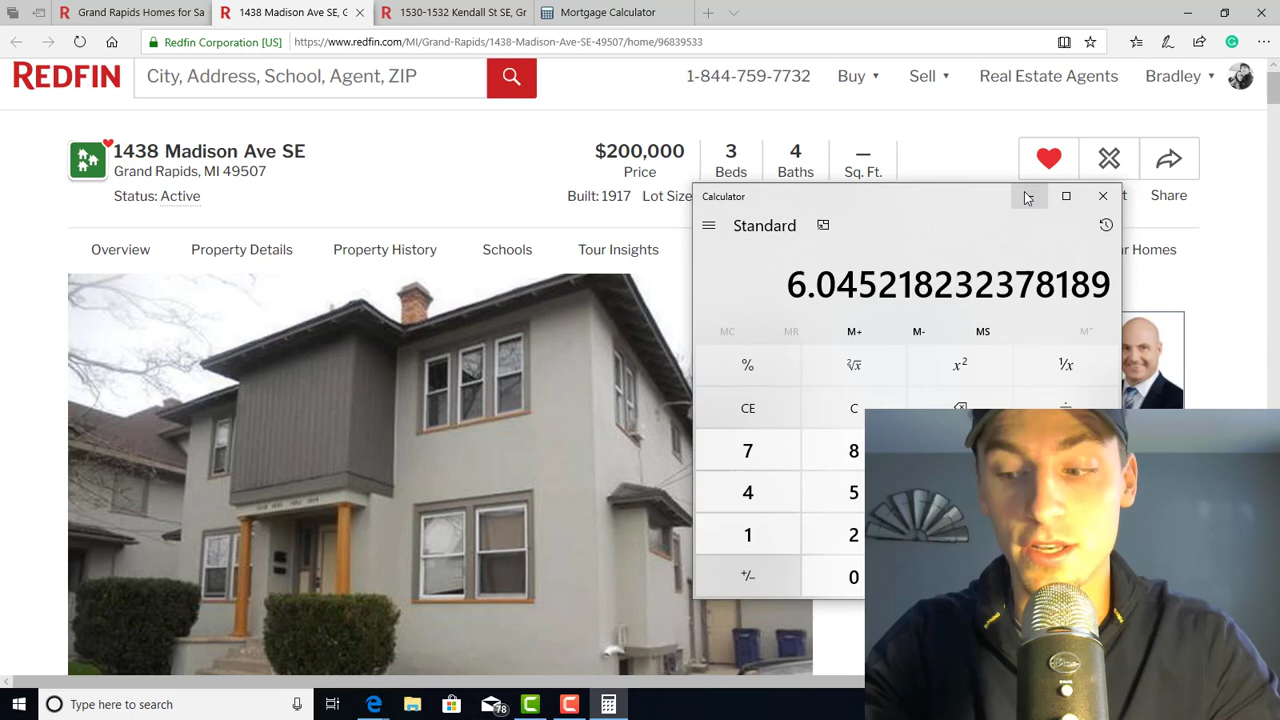 Grand Rapids Homes for Sa
1438 Madison Ave SE, G
1530-1532 Kendall St SE, Gr
Mortgage Calculator
Redfin Corporation [US]
https://www.redfin.com/MI/Grand-Rapids/1438-Madison-Ave-SE-49507/home/96839533
REDFIN
City, Address, School, Agent, ZIP
1-844-759-7732
Buy
Sell
Real Estate Agents
Bradley
1438 Madison Ave SE
Grand Rapids, MI 49507
Status: Active
$200,000
Price
3
Beds
4
Baths
—
Sq. Ft.
Built: 1917
Lot Size
Share
Overview
Property Details
Property History
Schools
Tour Insights
ar Homes
Calculator
Standard
6.045218232378189
MC
MR
M+
M-
MS
M˅
%
²√x
x²
¹/x
CE
C
÷
7
8
4
5
1
2
+/-
0
Type here to search
78